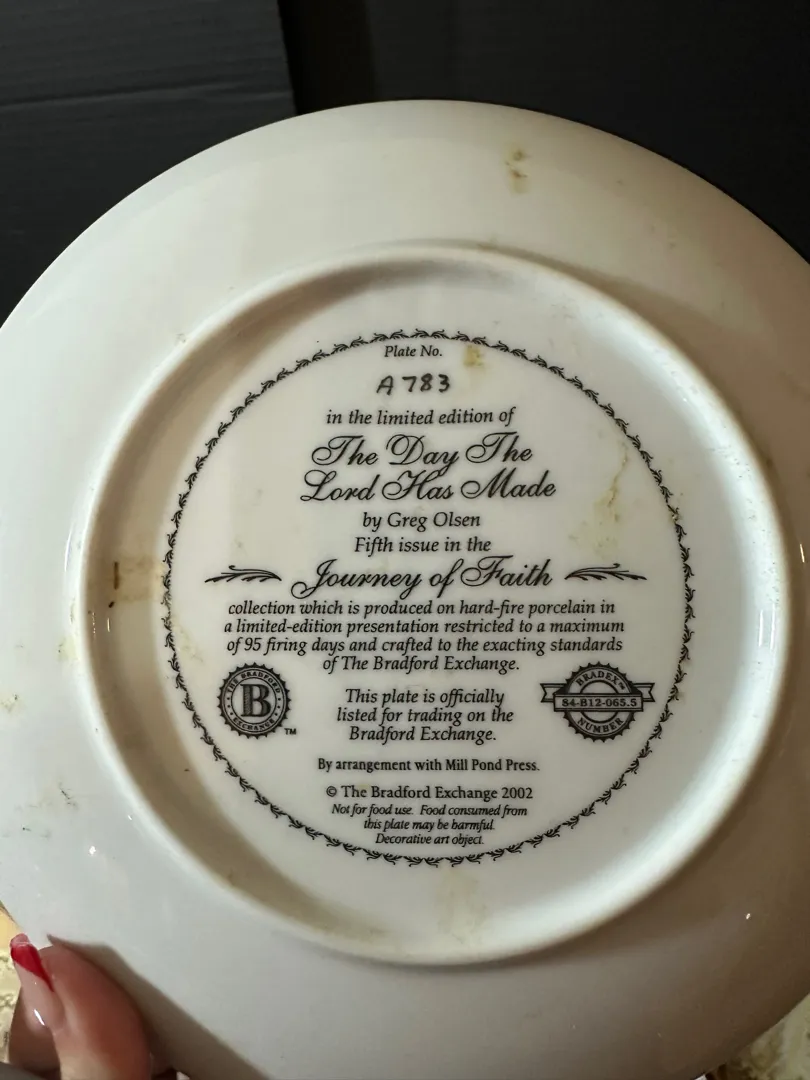 Plate No.
A783
in the limited edition of
The Day The
Lord Has Made
by Greg Olsen
Fifth issue in the
Journey of Faith
collection which is produced on hard-fire porcelain in
a limited-edition presentation restricted to a maximum
of 95 firing days and crafted to the exacting standards
of The Bradford Exchange.
THE BRADFORD
B
EXCHANGE
TM
This plate is officially
listed for trading on the
Bradford Exchange.
BRADEX™
84-B12-065.5
NUMBER
By arrangement with Mill Pond Press.
© The Bradford Exchange 2002
Not for food use. Food consumed from
this plate may be harmful.
Decorative art object.